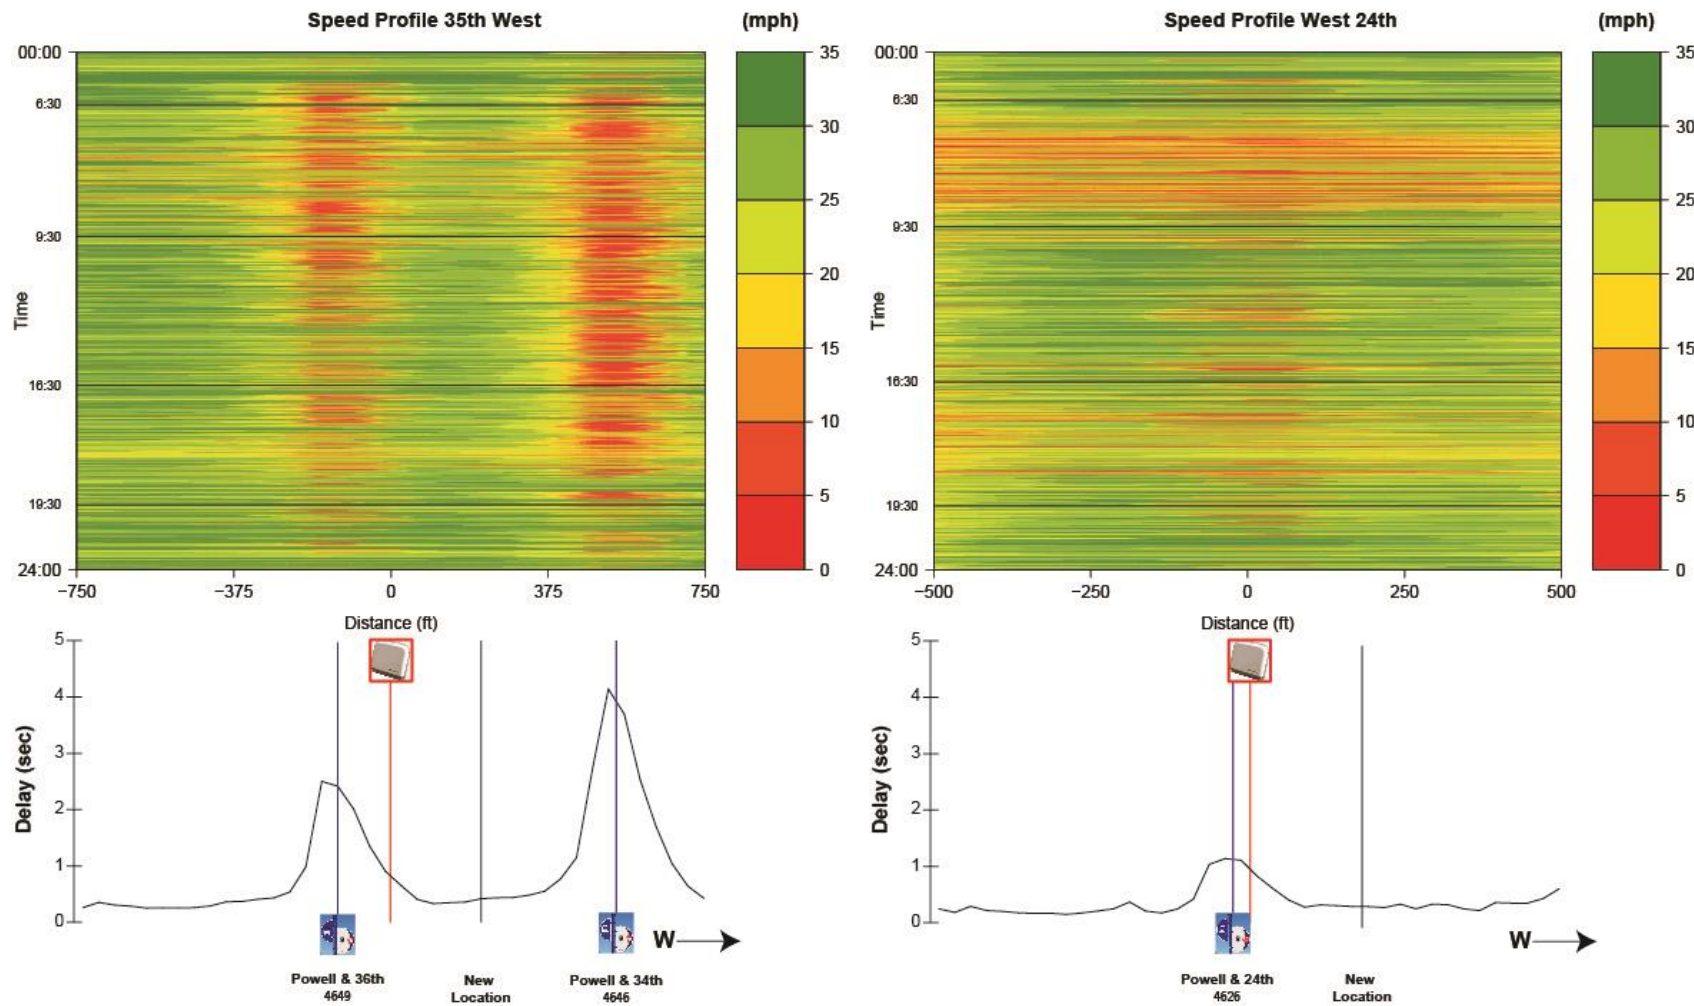 Speed Profile 35th West
(mph)
00:00
6:30
9:30
16:30
19:30
24:00
Time
35
30
25
20
15
10
5
0
−750
−375
0
375
750
Distance (ft)
5
4
3
2
1
0
Delay (sec)
W
Powell & 36th
4649
New
Location
Powell & 34th
4646
Speed Profile West 24th
(mph)
00:00
6:30
9:30
16:30
19:30
24:00
Time
35
30
25
20
15
10
5
0
−500
−250
0
250
500
Distance (ft)
5
4
3
2
1
0
Delay (sec)
W
Powell & 24th
4626
New
Location